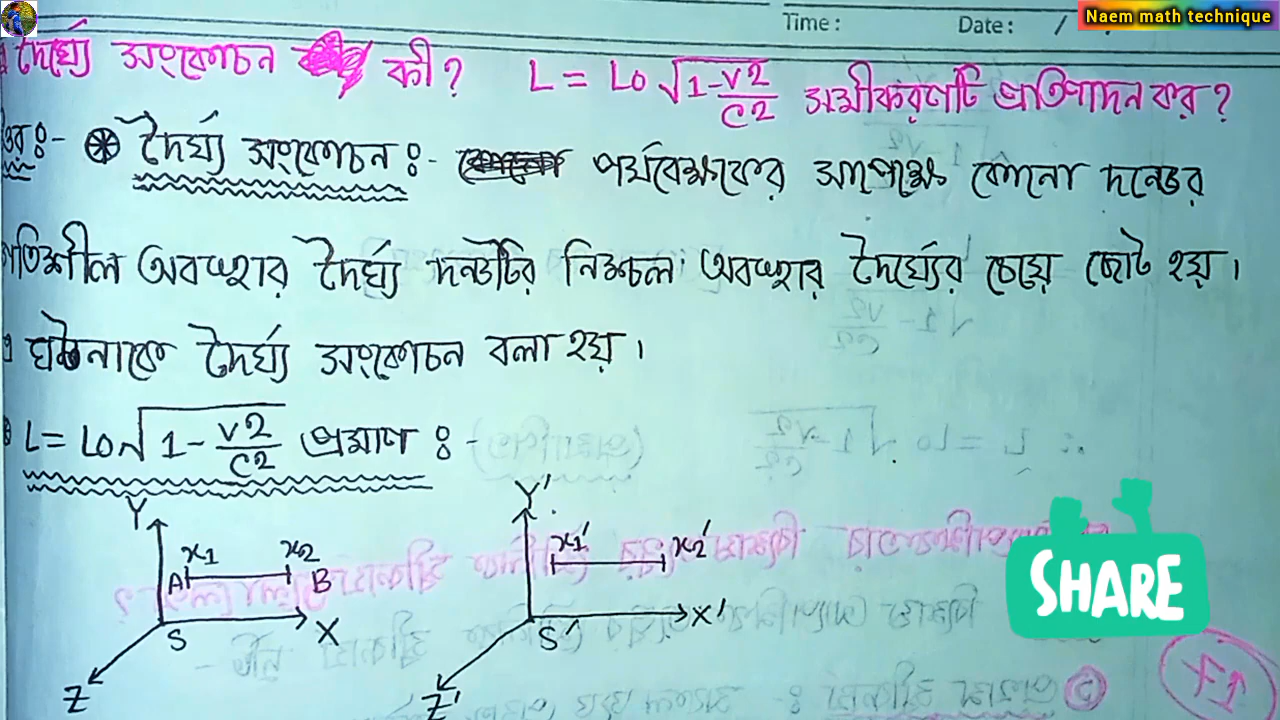 Naem math technique
Time : Date : /
দৈর্ঘ্য সংকোচন কী? L = Lo√1-v2/c2 সমীকরণটি প্রতিপাদন কর?
দৈর্ঘ্য সংকোচন ঃ- পর্যবেক্ষকের সাপেক্ষে কোনো দন্ডের
গতিশীল অবস্থার দৈর্ঘ্য দন্ডটির নিশ্চল অবস্থার দৈর্ঘ্যের চেয়ে ছোট হয়।
এ ঘটনাকে দৈর্ঘ্য সংকোচন বলা হয়।
L = Lo√1-v2/c2 প্রমাণ ঃ-
Y Y'
x1 x2 x1' x2'
A B
S X S' X'
Z Z'
SHARE